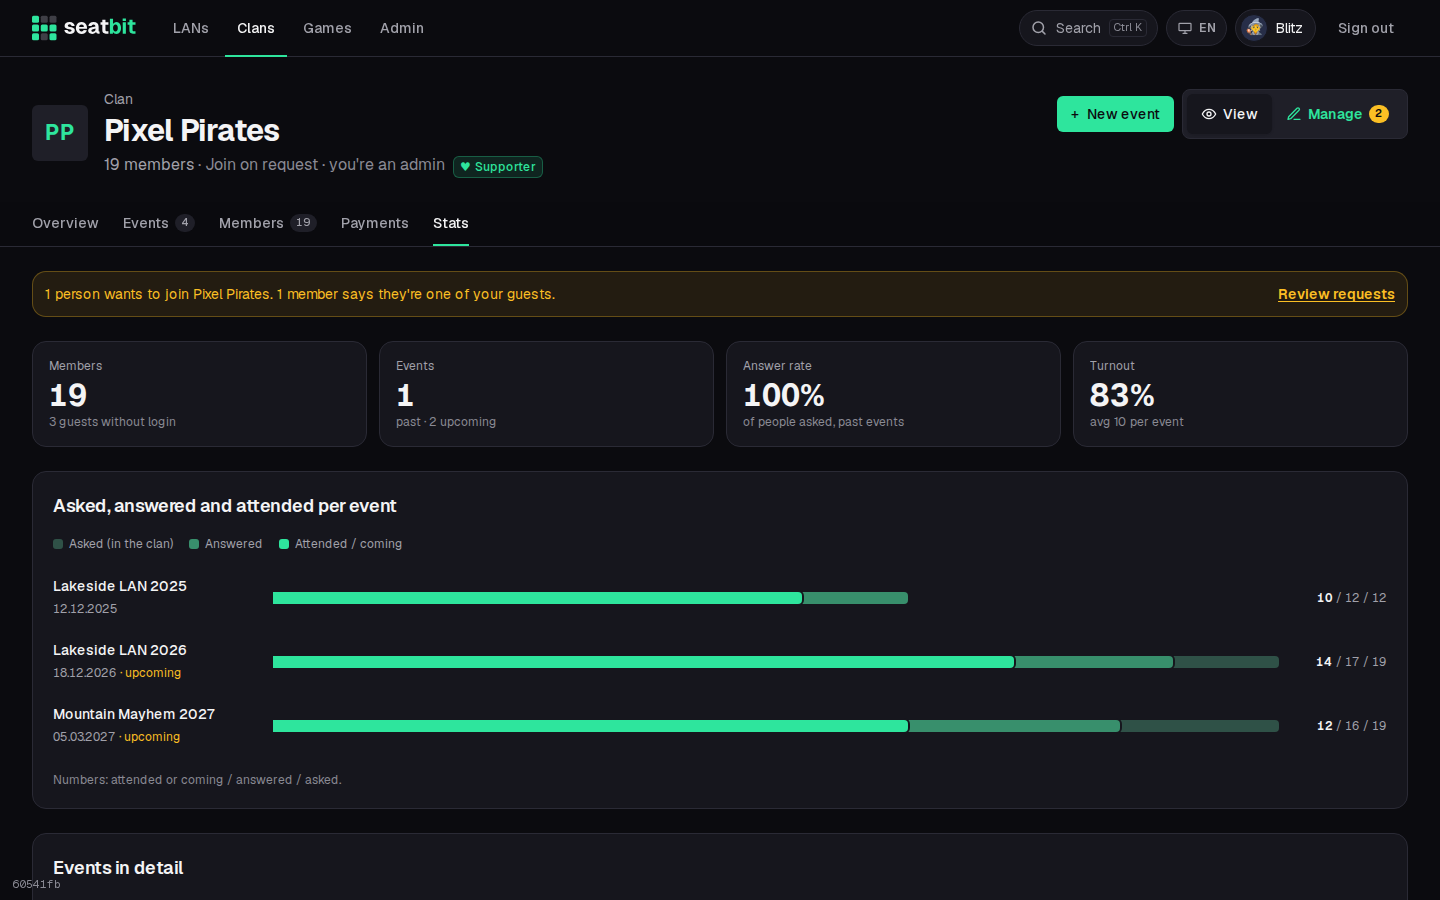 seatbit LANs Clans Games Admin Search Ctrl K EN Blitz Sign out
Clan
PP Pixel Pirates
19 members · Join on request · you're an admin ♥ Supporter
+ New event View Manage 2
Overview Events 4 Members 19 Payments Stats
1 person wants to join Pixel Pirates. 1 member says they're one of your guests. Review requests
Members
19
3 guests without login
Events
1
past · 2 upcoming
Answer rate
100%
of people asked, past events
Turnout
83%
avg 10 per event
Asked, answered and attended per event
Asked (in the clan) Answered Attended / coming
Lakeside LAN 2025
12.12.2025
10 / 12 / 12
Lakeside LAN 2026
18.12.2026 · upcoming
14 / 17 / 19
Mountain Mayhem 2027
05.03.2027 · upcoming
12 / 16 / 19
Numbers: attended or coming / answered / asked.
Events in detail
60541fb